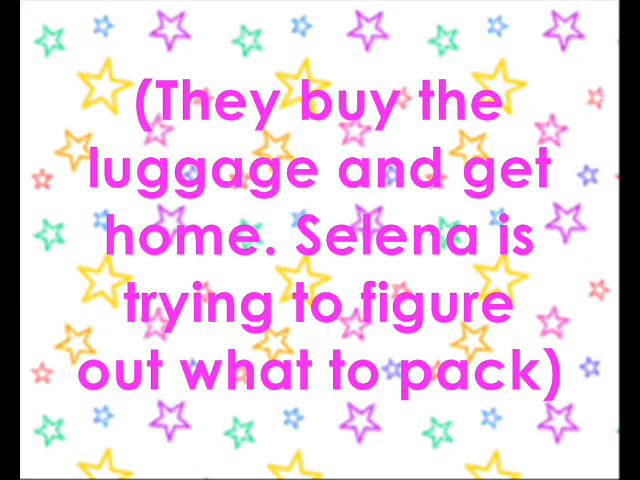 (They buy the
luggage and get
home. Selena is
trying to figure
out what to pack)